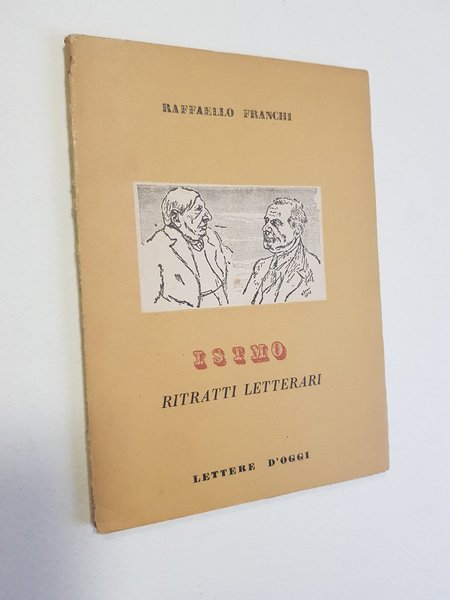 RAFFAELLO FRANCHI
ISTMO
RITRATTI LETTERARI
LETTERE D'OGGI